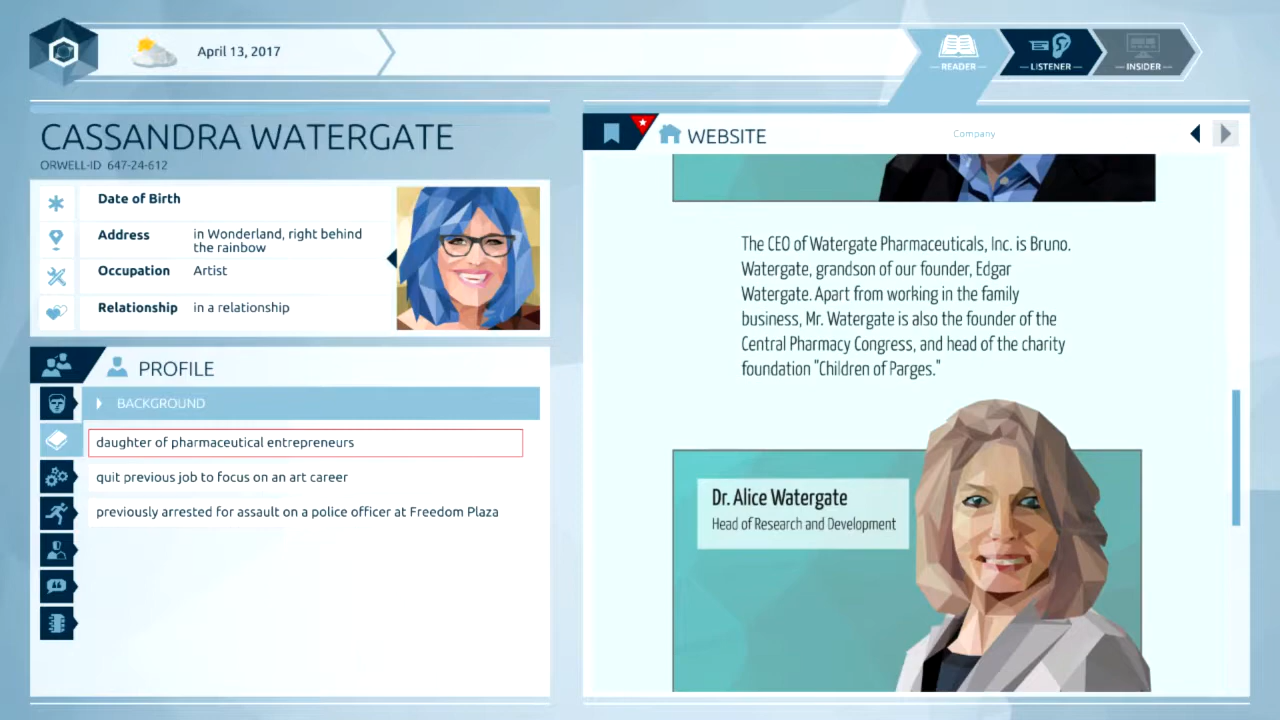 April 13, 2017
READER
LISTENER
INSIDER
CASSANDRA WATERGATE
ORWELL-ID 647-24-612
Date of Birth
Address in Wonderland, right behind
the rainbow
Occupation Artist
Relationship in a relationship
PROFILE
BACKGROUND
daughter of pharmaceutical entrepreneurs
quit previous job to focus on an art career
previously arrested for assault on a police officer at Freedom Plaza
WEBSITE
Company
The CEO of Watergate Pharmaceuticals, Inc. is Bruno.
Watergate, grandson of our founder, Edgar
Watergate. Apart from working in the family
business, Mr. Watergate is also the founder of the
Central Pharmacy Congress, and head of the charity
foundation "Children of Parges."
Dr. Alice Watergate
Head of Research and Development